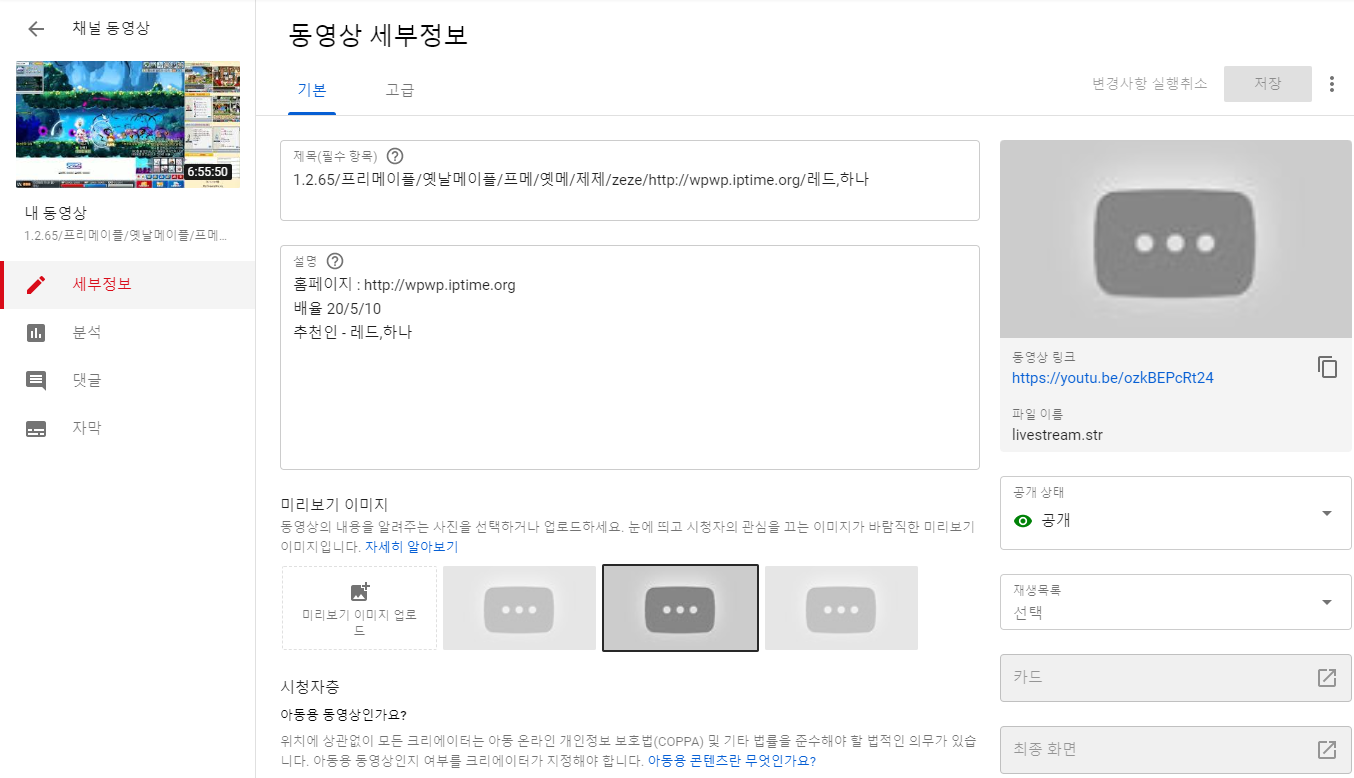 채널 동영상
6:55:50
내 동영상
1.2.65/프리메이플/옛날메이플/프메...
세부정보
분석
댓글
자막
동영상 세부정보
기본
고급
변경사항 실행취소
저장
제목(필수 항목)
1.2.65/프리메이플/옛날메이플/프메/옛메/제제/zeze/http://wpwp.iptime.org/레드,하나
설명
홈페이지 : http://wpwp.iptime.org
배율 20/5/10
추천인 - 레드,하나
미리보기 이미지
동영상의 내용을 알려주는 사진을 선택하거나 업로드하세요. 눈에 띄고 시청자의 관심을 끄는 이미지가 바람직한 미리보기
이미지입니다. 자세히 알아보기
미리보기 이미지 업로
드
시청자층
아동용 동영상인가요?
위치에 상관없이 모든 크리에이터는 아동 온라인 개인정보 보호법(COPPA) 및 기타 법률을 준수해야 할 법적인 의무가 있습
니다. 아동용 동영상인지 여부를 크리에이터가 지정해야 합니다. 아동용 콘텐츠란 무엇인가요?
동영상 링크
https://youtu.be/ozkBEPcRt24
파일 이름
livestream.str
공개 상태
공개
재생목록
선택
카드
최종 화면